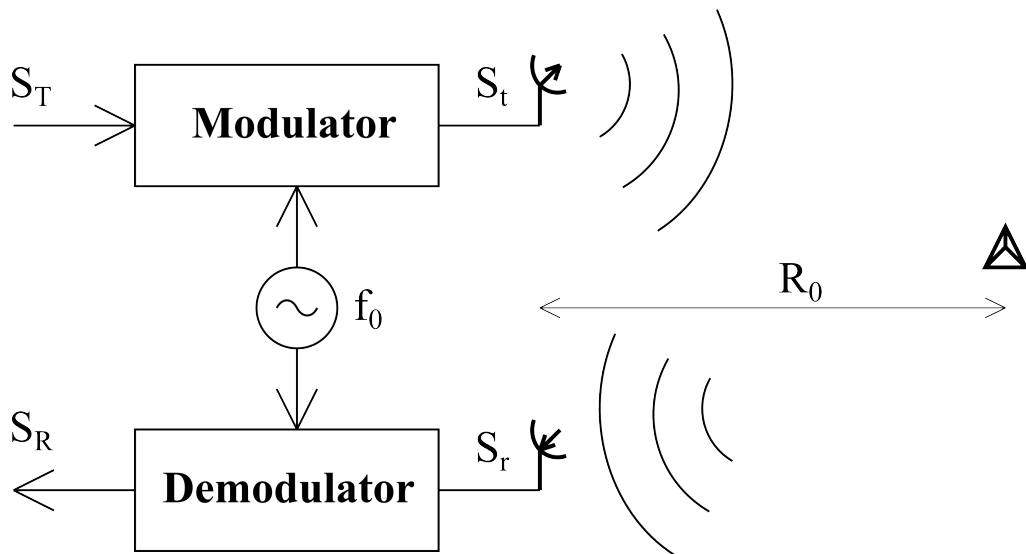 S_T
Modulator
S_t
f_0
R_0
S_R
Demodulator
S_r